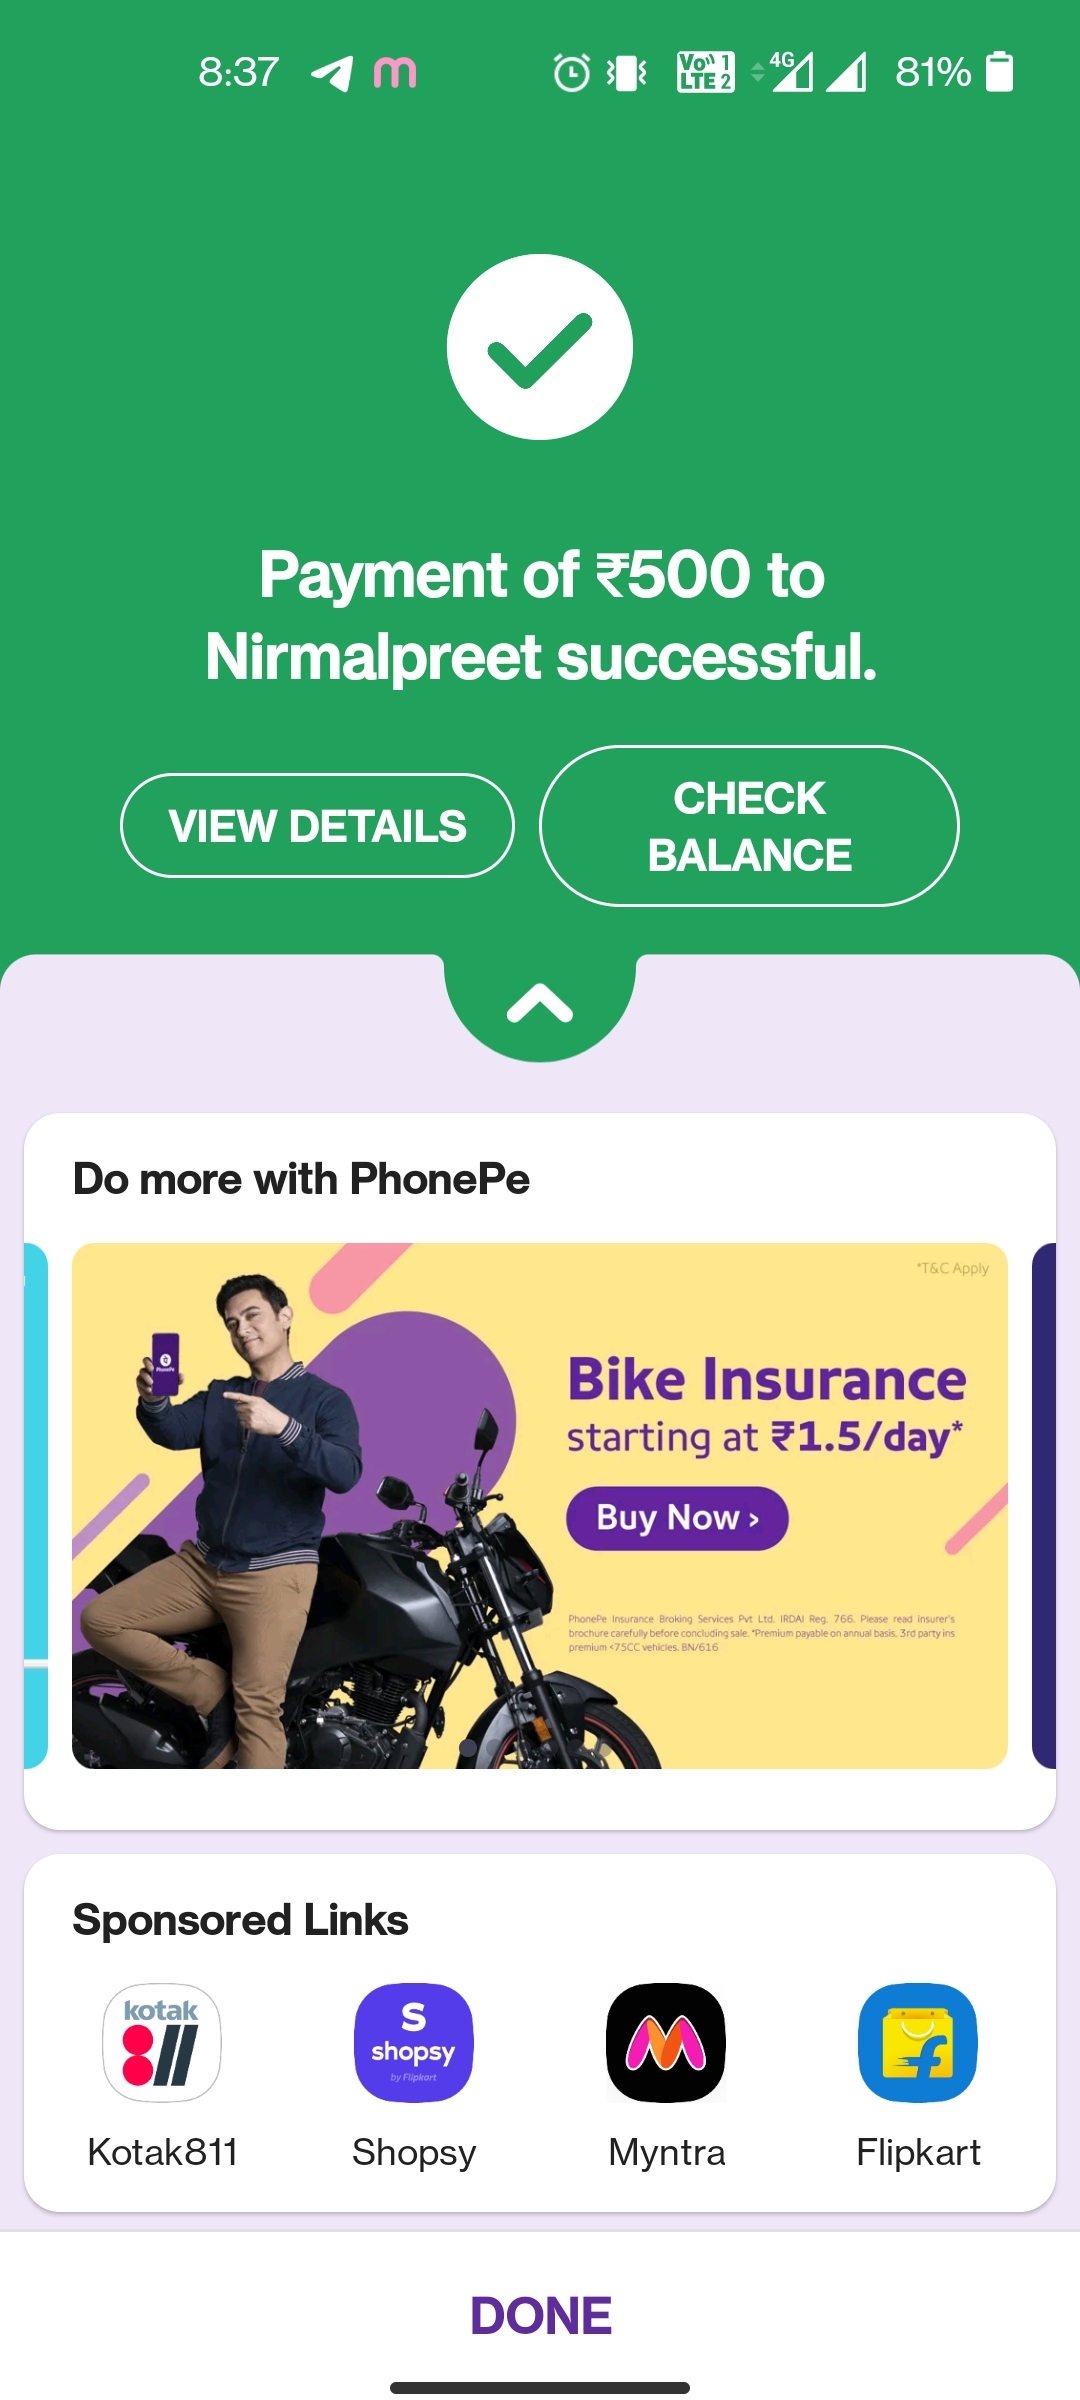 8:37
Vo)) 1
LTE 2
4G
81%
Payment of ₹500 to
Nirmalpreet successful.
VIEW DETAILS
CHECK
BALANCE
Do more with PhonePe
*T&C Apply
PhonePe
Bike Insurance
starting at ₹1.5/day*
Buy Now ›
PhonePe Insurance Broking Services Pvt Ltd. IRDAI Reg. 766. Please read insurer's
brochure carefully before concluding sale. *Premium payable on annual basis. 3rd party ins
premium <75CC vehicles. BN/616
Sponsored Links
kotak
811
S
shopsy
by Flipkart
Kotak811
Shopsy
Myntra
Flipkart
DONE